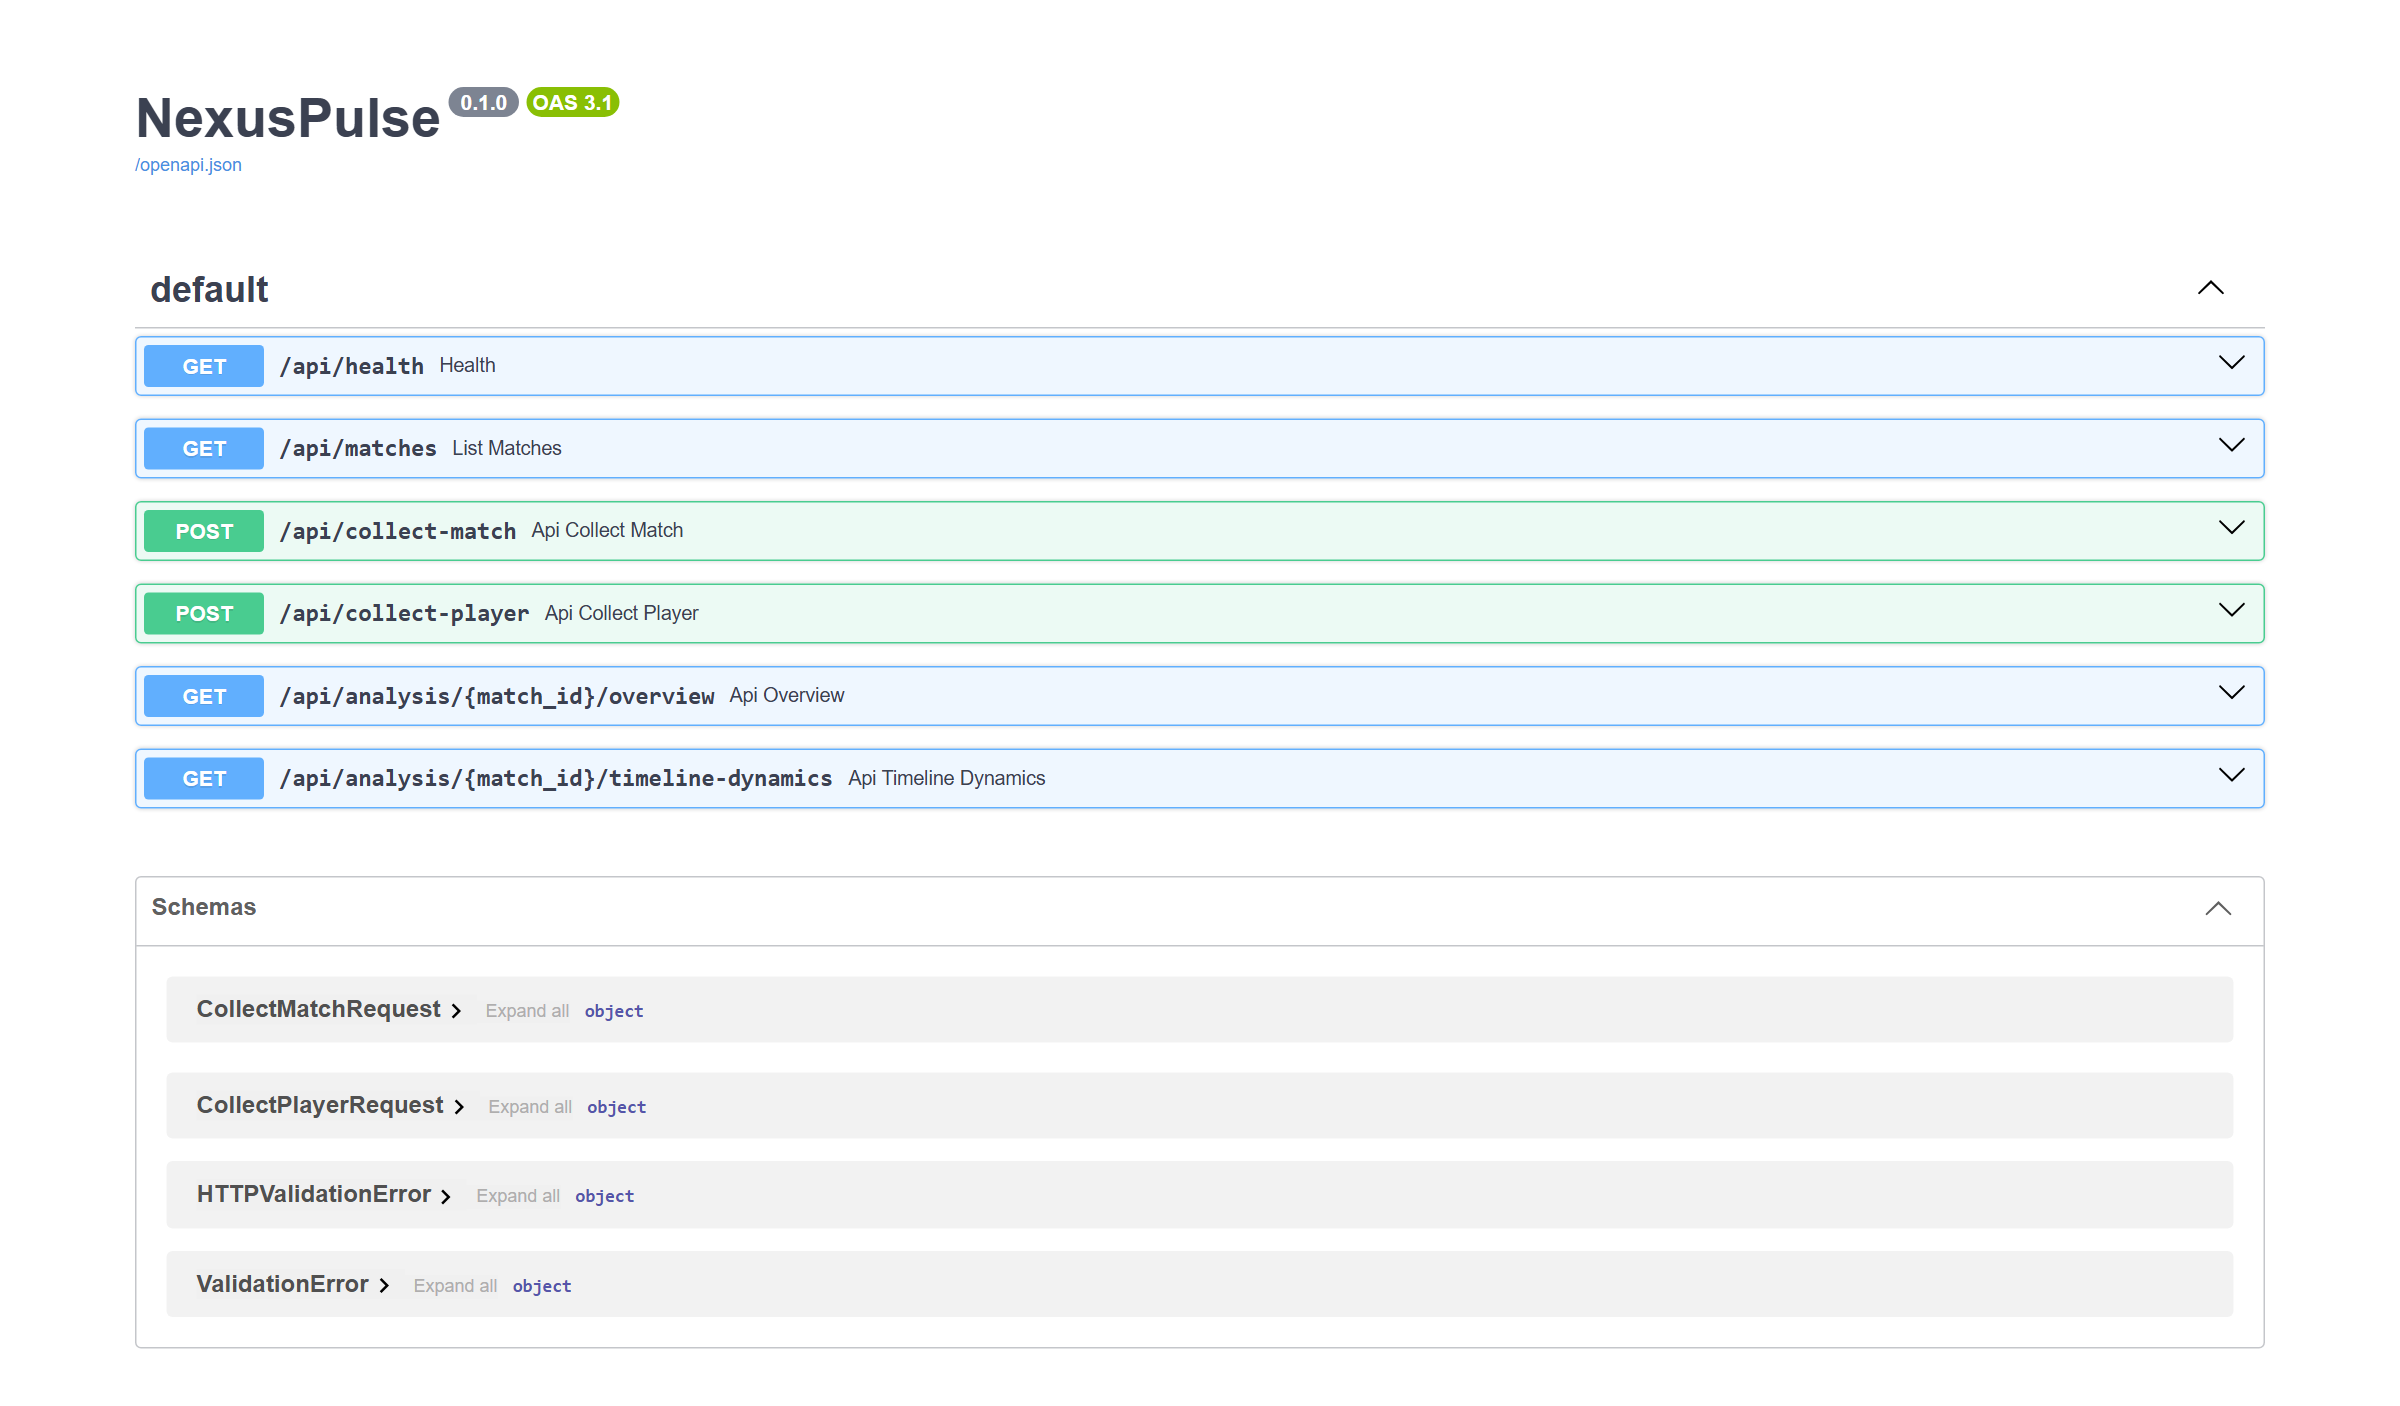 NexusPulse 0.1.0 OAS 3.1
/openapi.json
default
GET /api/health Health
GET /api/matches List Matches
POST /api/collect-match Api Collect Match
POST /api/collect-player Api Collect Player
GET /api/analysis/{match_id}/overview Api Overview
GET /api/analysis/{match_id}/timeline-dynamics Api Timeline Dynamics
Schemas
CollectMatchRequest Expand all object
CollectPlayerRequest Expand all object
HTTPValidationError Expand all object
ValidationError Expand all object